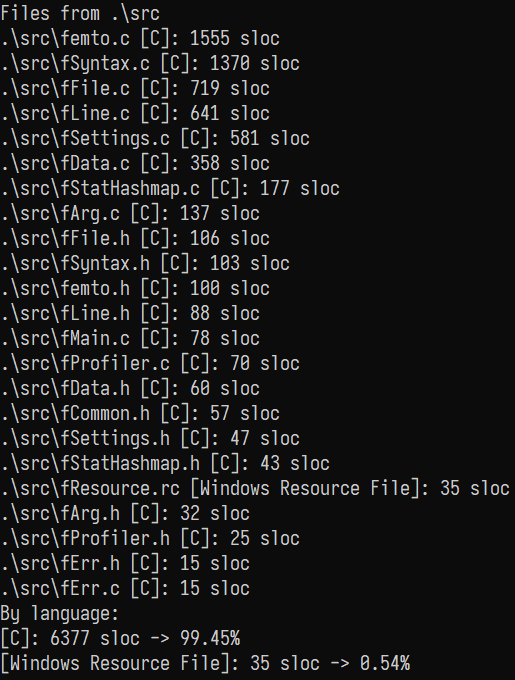 Files from .\src
.\src\femto.c [C]: 1555 sloc
.\src\fSyntax.c [C]: 1370 sloc
.\src\fFile.c [C]: 719 sloc
.\src\fLine.c [C]: 641 sloc
.\src\fSettings.c [C]: 581 sloc
.\src\fData.c [C]: 358 sloc
.\src\fStatHashmap.c [C]: 177 sloc
.\src\fArg.c [C]: 137 sloc
.\src\fFile.h [C]: 106 sloc
.\src\fSyntax.h [C]: 103 sloc
.\src\femto.h [C]: 100 sloc
.\src\fLine.h [C]: 88 sloc
.\src\fMain.c [C]: 78 sloc
.\src\fProfiler.c [C]: 70 sloc
.\src\fData.h [C]: 60 sloc
.\src\fCommon.h [C]: 57 sloc
.\src\fSettings.h [C]: 47 sloc
.\src\fStatHashmap.h [C]: 43 sloc
.\src\fResource.rc [Windows Resource File]: 35 sloc
.\src\fArg.h [C]: 32 sloc
.\src\fProfiler.h [C]: 25 sloc
.\src\fErr.h [C]: 15 sloc
.\src\fErr.c [C]: 15 sloc
By language:
[C]: 6377 sloc -> 99.45%
[Windows Resource File]: 35 sloc -> 0.54%